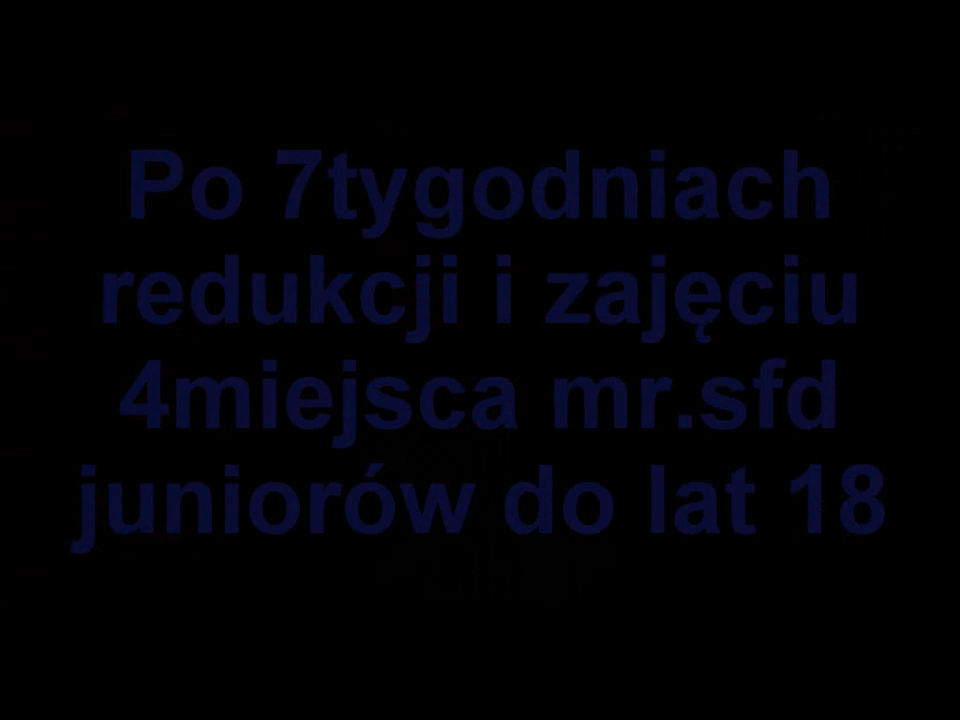 Po 7tygodniach
redukcji i zajęciu
4miejsca mr.sfd
juniorów do lat 18